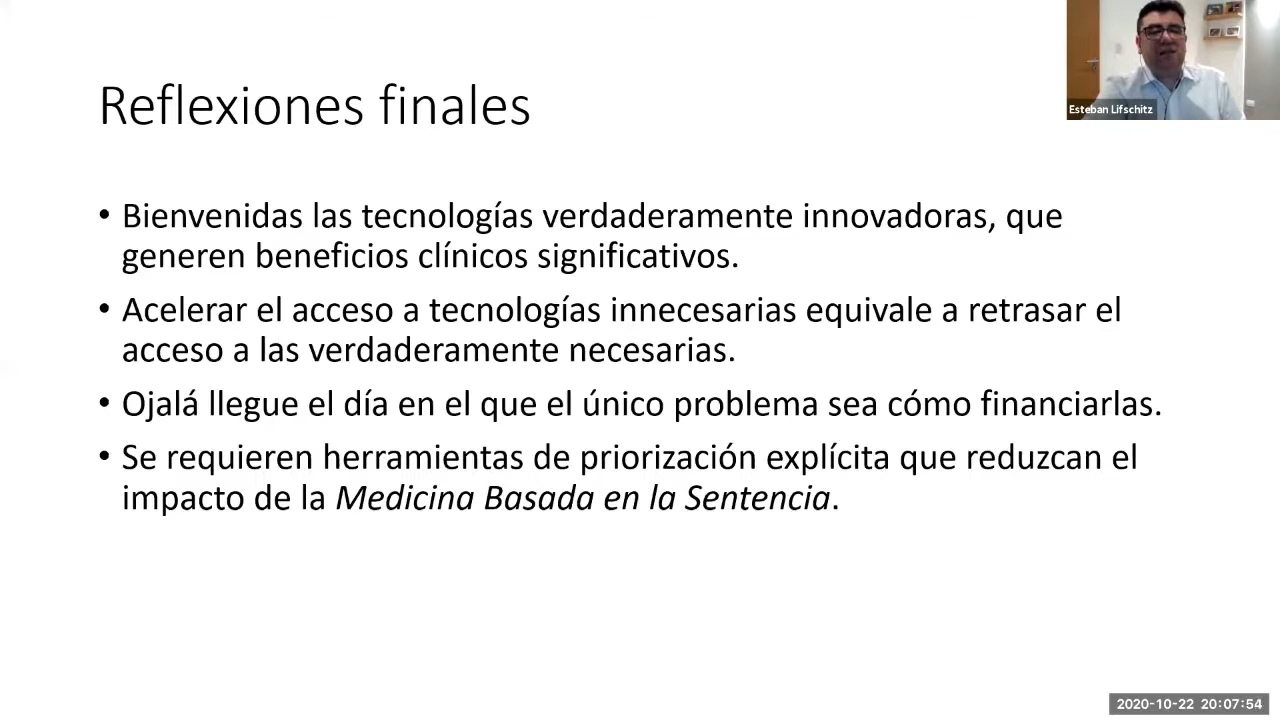 Esteban Lifschitz
Reflexiones finales
• Bienvenidas las tecnologías verdaderamente innovadoras, que
generen beneficios clínicos significativos.
• Acelerar el acceso a tecnologías innecesarias equivale a retrasar el
acceso a las verdaderamente necesarias.
• Ojalá llegue el día en el que el único problema sea cómo financiarlas.
• Se requieren herramientas de priorización explícita que reduzcan el
impacto de la Medicina Basada en la Sentencia.
2020-10-22 20:07:54